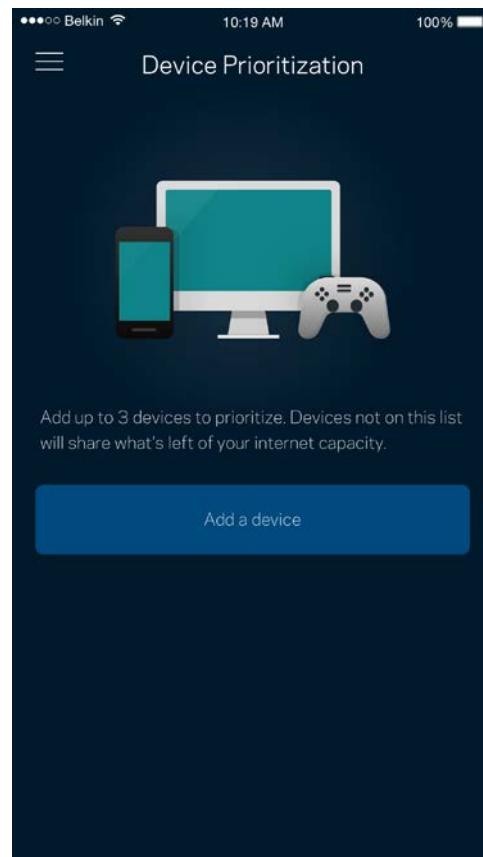 Belkin 10:19 AM 100%
Device Prioritization
Add up to 3 devices to prioritize. Devices not on this list
will share what's left of your internet capacity.
Add a device